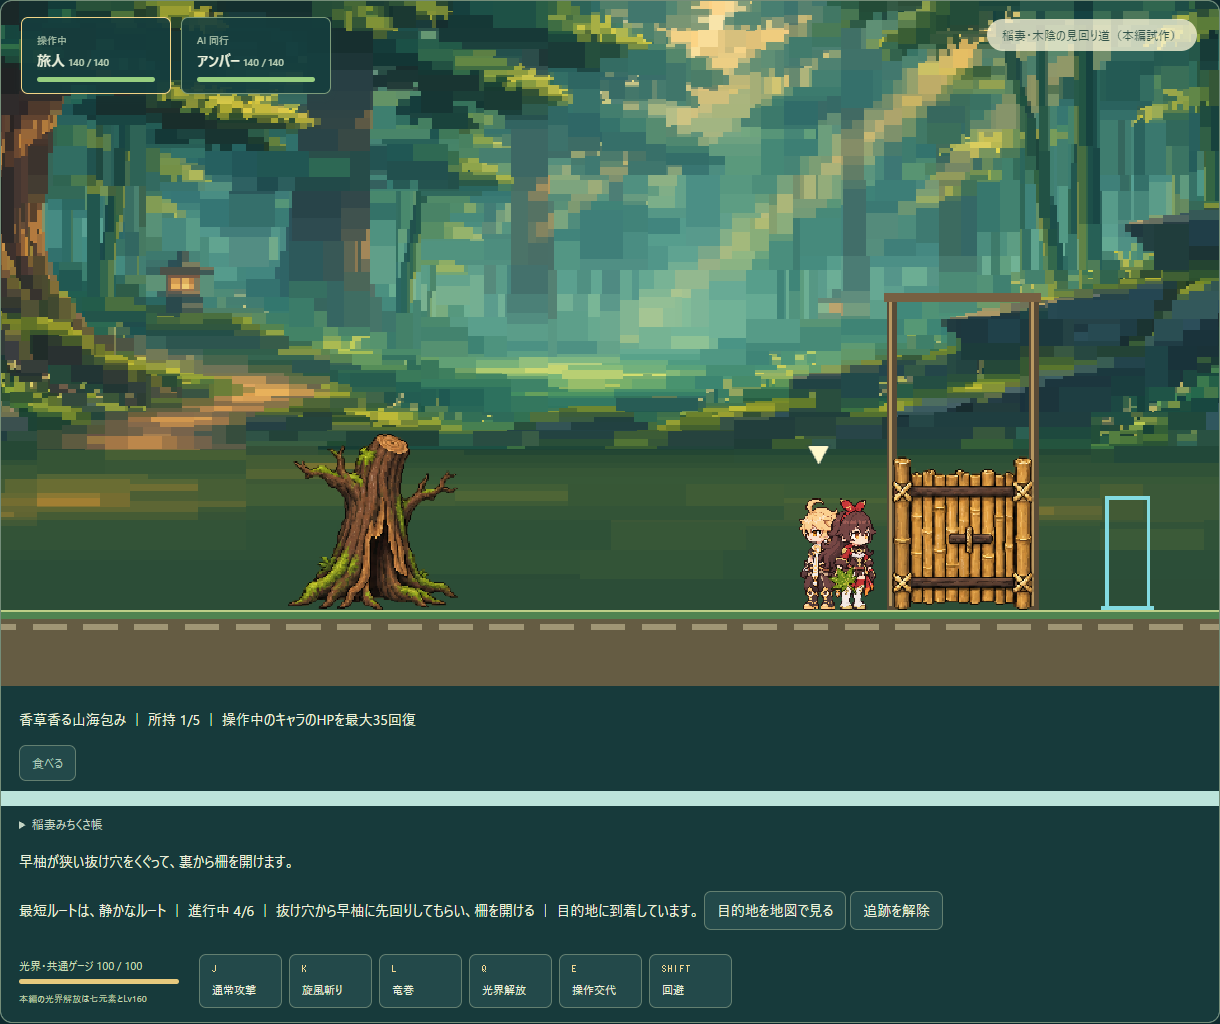 操作中
旅人 140 / 140
AI 同行
アンバー 140 / 140
稲妻・木陰の見回り道（本編試作）
香草香る山海包み ｜ 所持 1/5 ｜ 操作中のキャラのHPを最大35回復
食べる
▶ 稲妻みちくさ帳
早柚が狭い抜け穴をくぐって、裏から柵を開けます。
最短ルートは、静かなルート ｜ 進行中 4/6 ｜ 抜け穴から早柚に先回りしてもらい、柵を開ける ｜ 目的地に到着しています。 目的地を地図で見る 追跡を解除
光界・共通ゲージ 100 / 100
本編の光界解放は七元素とLv160
J
通常攻撃
K
旋風斬り
L
竜巻
Q
光界解放
E
操作交代
SHIFT
回避